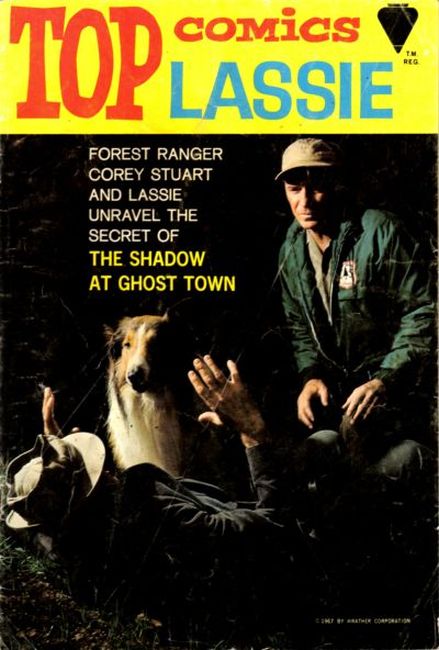 TOP COMICS
LASSIE
T.M.
REG.
FOREST RANGER
COREY STUART
AND LASSIE
UNRAVEL THE
SECRET OF
THE SHADOW
AT GHOST TOWN
© 1967 BY WRATHER CORPORATION